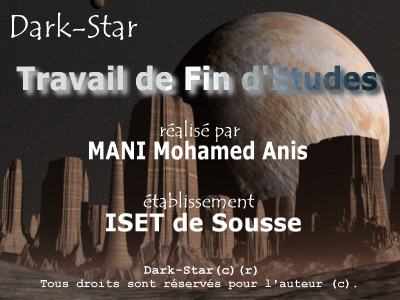 Dark-Star
Travail de Fin d'Etudes
réalisé par
MANI Mohamed Anis
établissement
ISET de Sousse
Dark-Star(c)(r)
Tous droits sont réservés pour l'auteur (c).